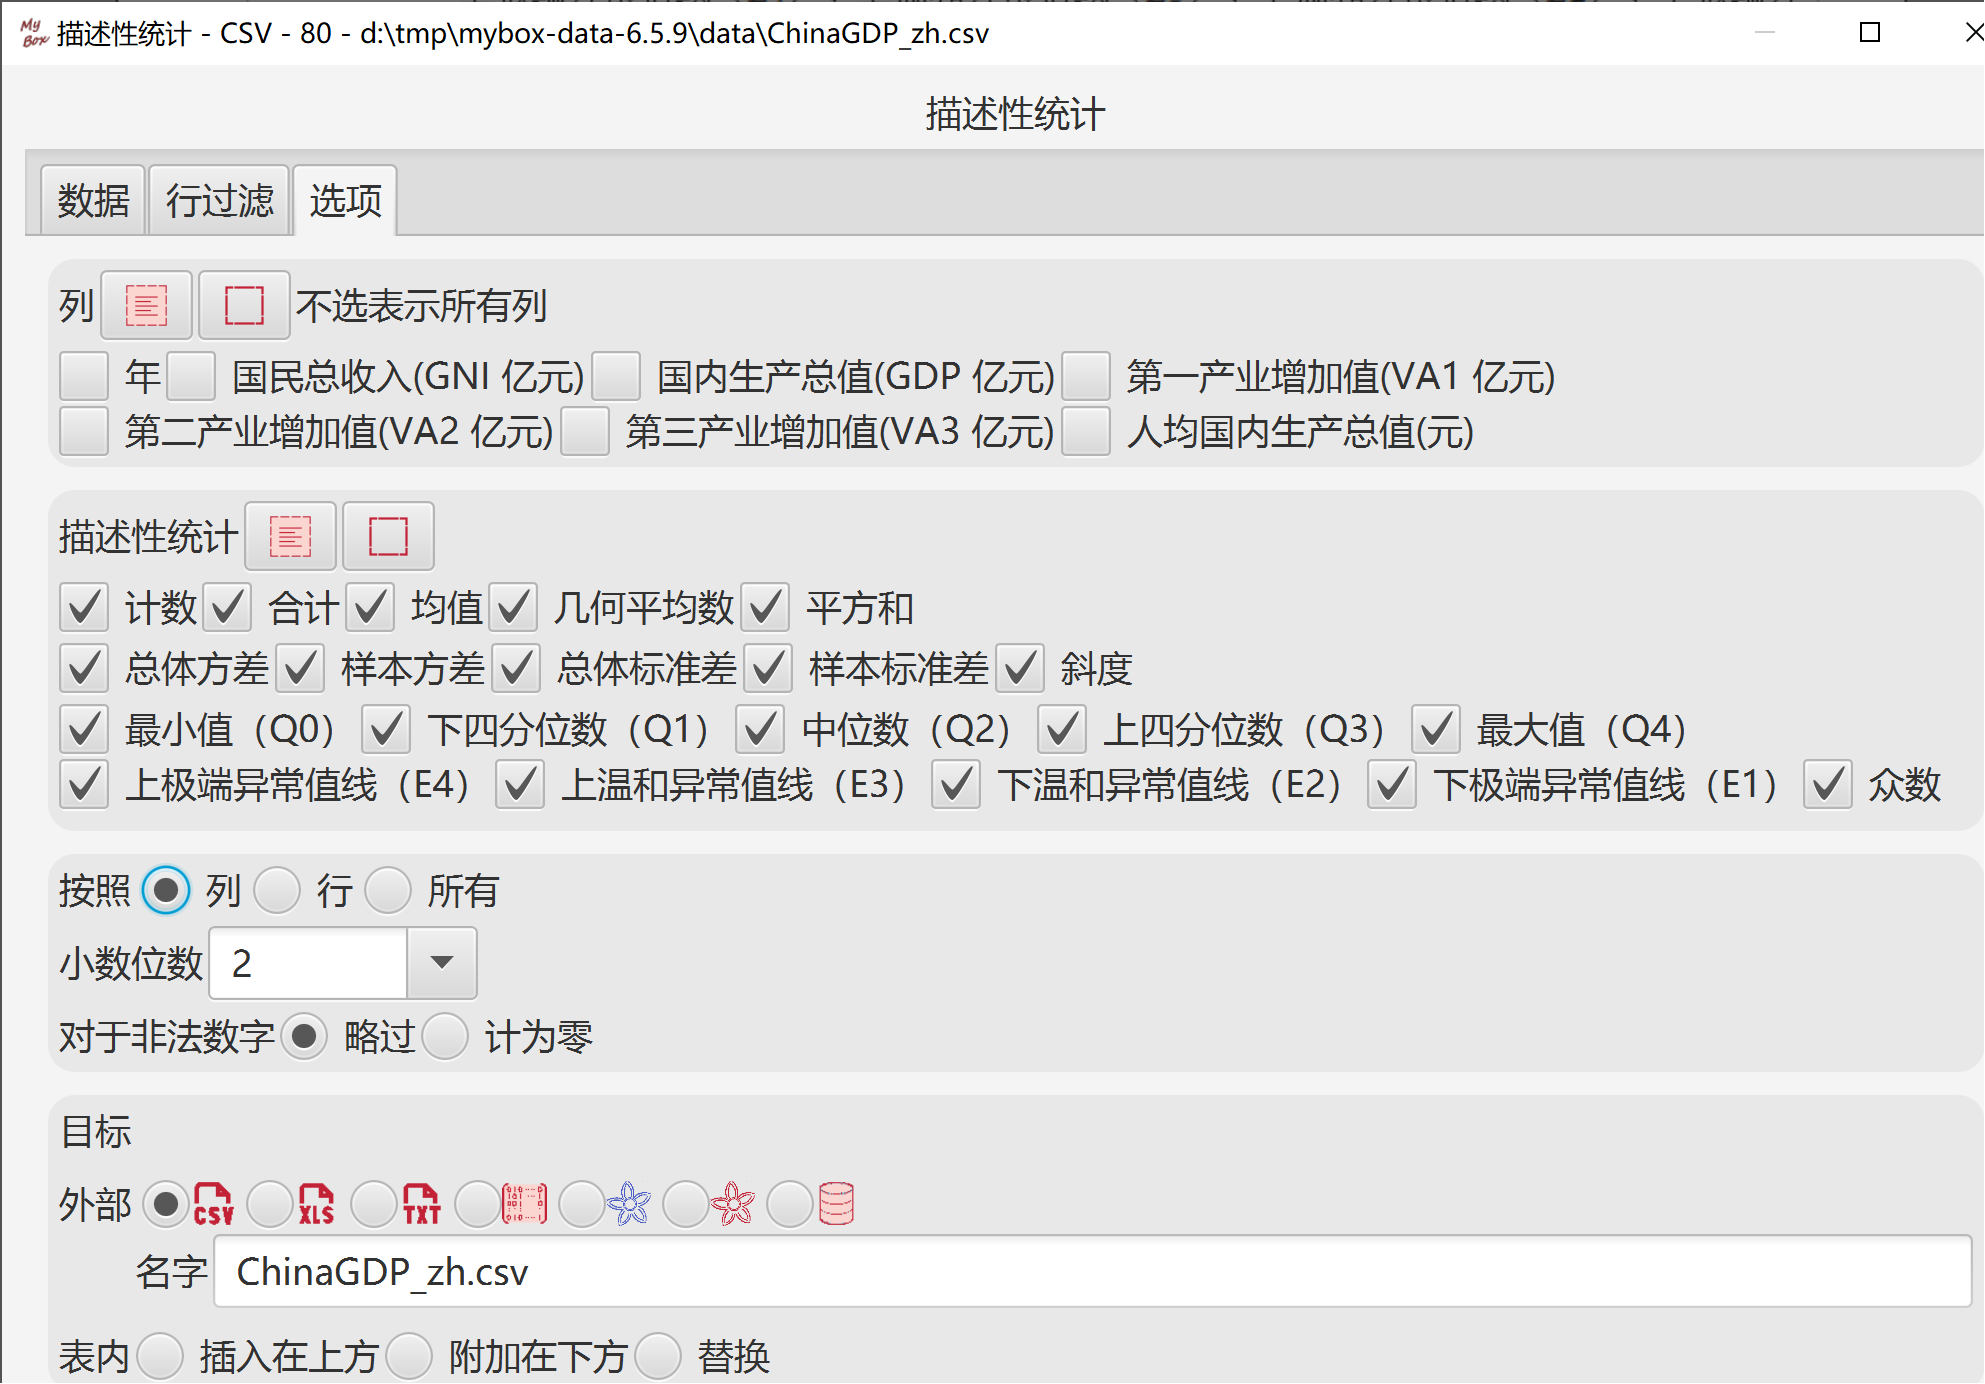 My Box 描述性统计 - CSV - 80 - d:\tmp\mybox-data-6.5.9\data\ChinaGDP_zh.csv
描述性统计
数据 行过滤 选项
列 不选表示所有列
年 国民总收入(GNI 亿元) 国内生产总值(GDP 亿元) 第一产业增加值(VA1 亿元)
第二产业增加值(VA2 亿元) 第三产业增加值(VA3 亿元) 人均国内生产总值(元)
描述性统计
计数 合计 均值 几何平均数 平方和
总体方差 样本方差 总体标准差 样本标准差 斜度
最小值（Q0） 下四分位数（Q1） 中位数（Q2） 上四分位数（Q3） 最大值（Q4）
上极端异常值线（E4） 上温和异常值线（E3） 下温和异常值线（E2） 下极端异常值线（E1） 众数
按照 列 行 所有
小数位数 2
对于非法数字 略过 计为零
目标
外部 CSV XLS TXT
名字 ChinaGDP_zh.csv
表内 插入在上方 附加在下方 替换